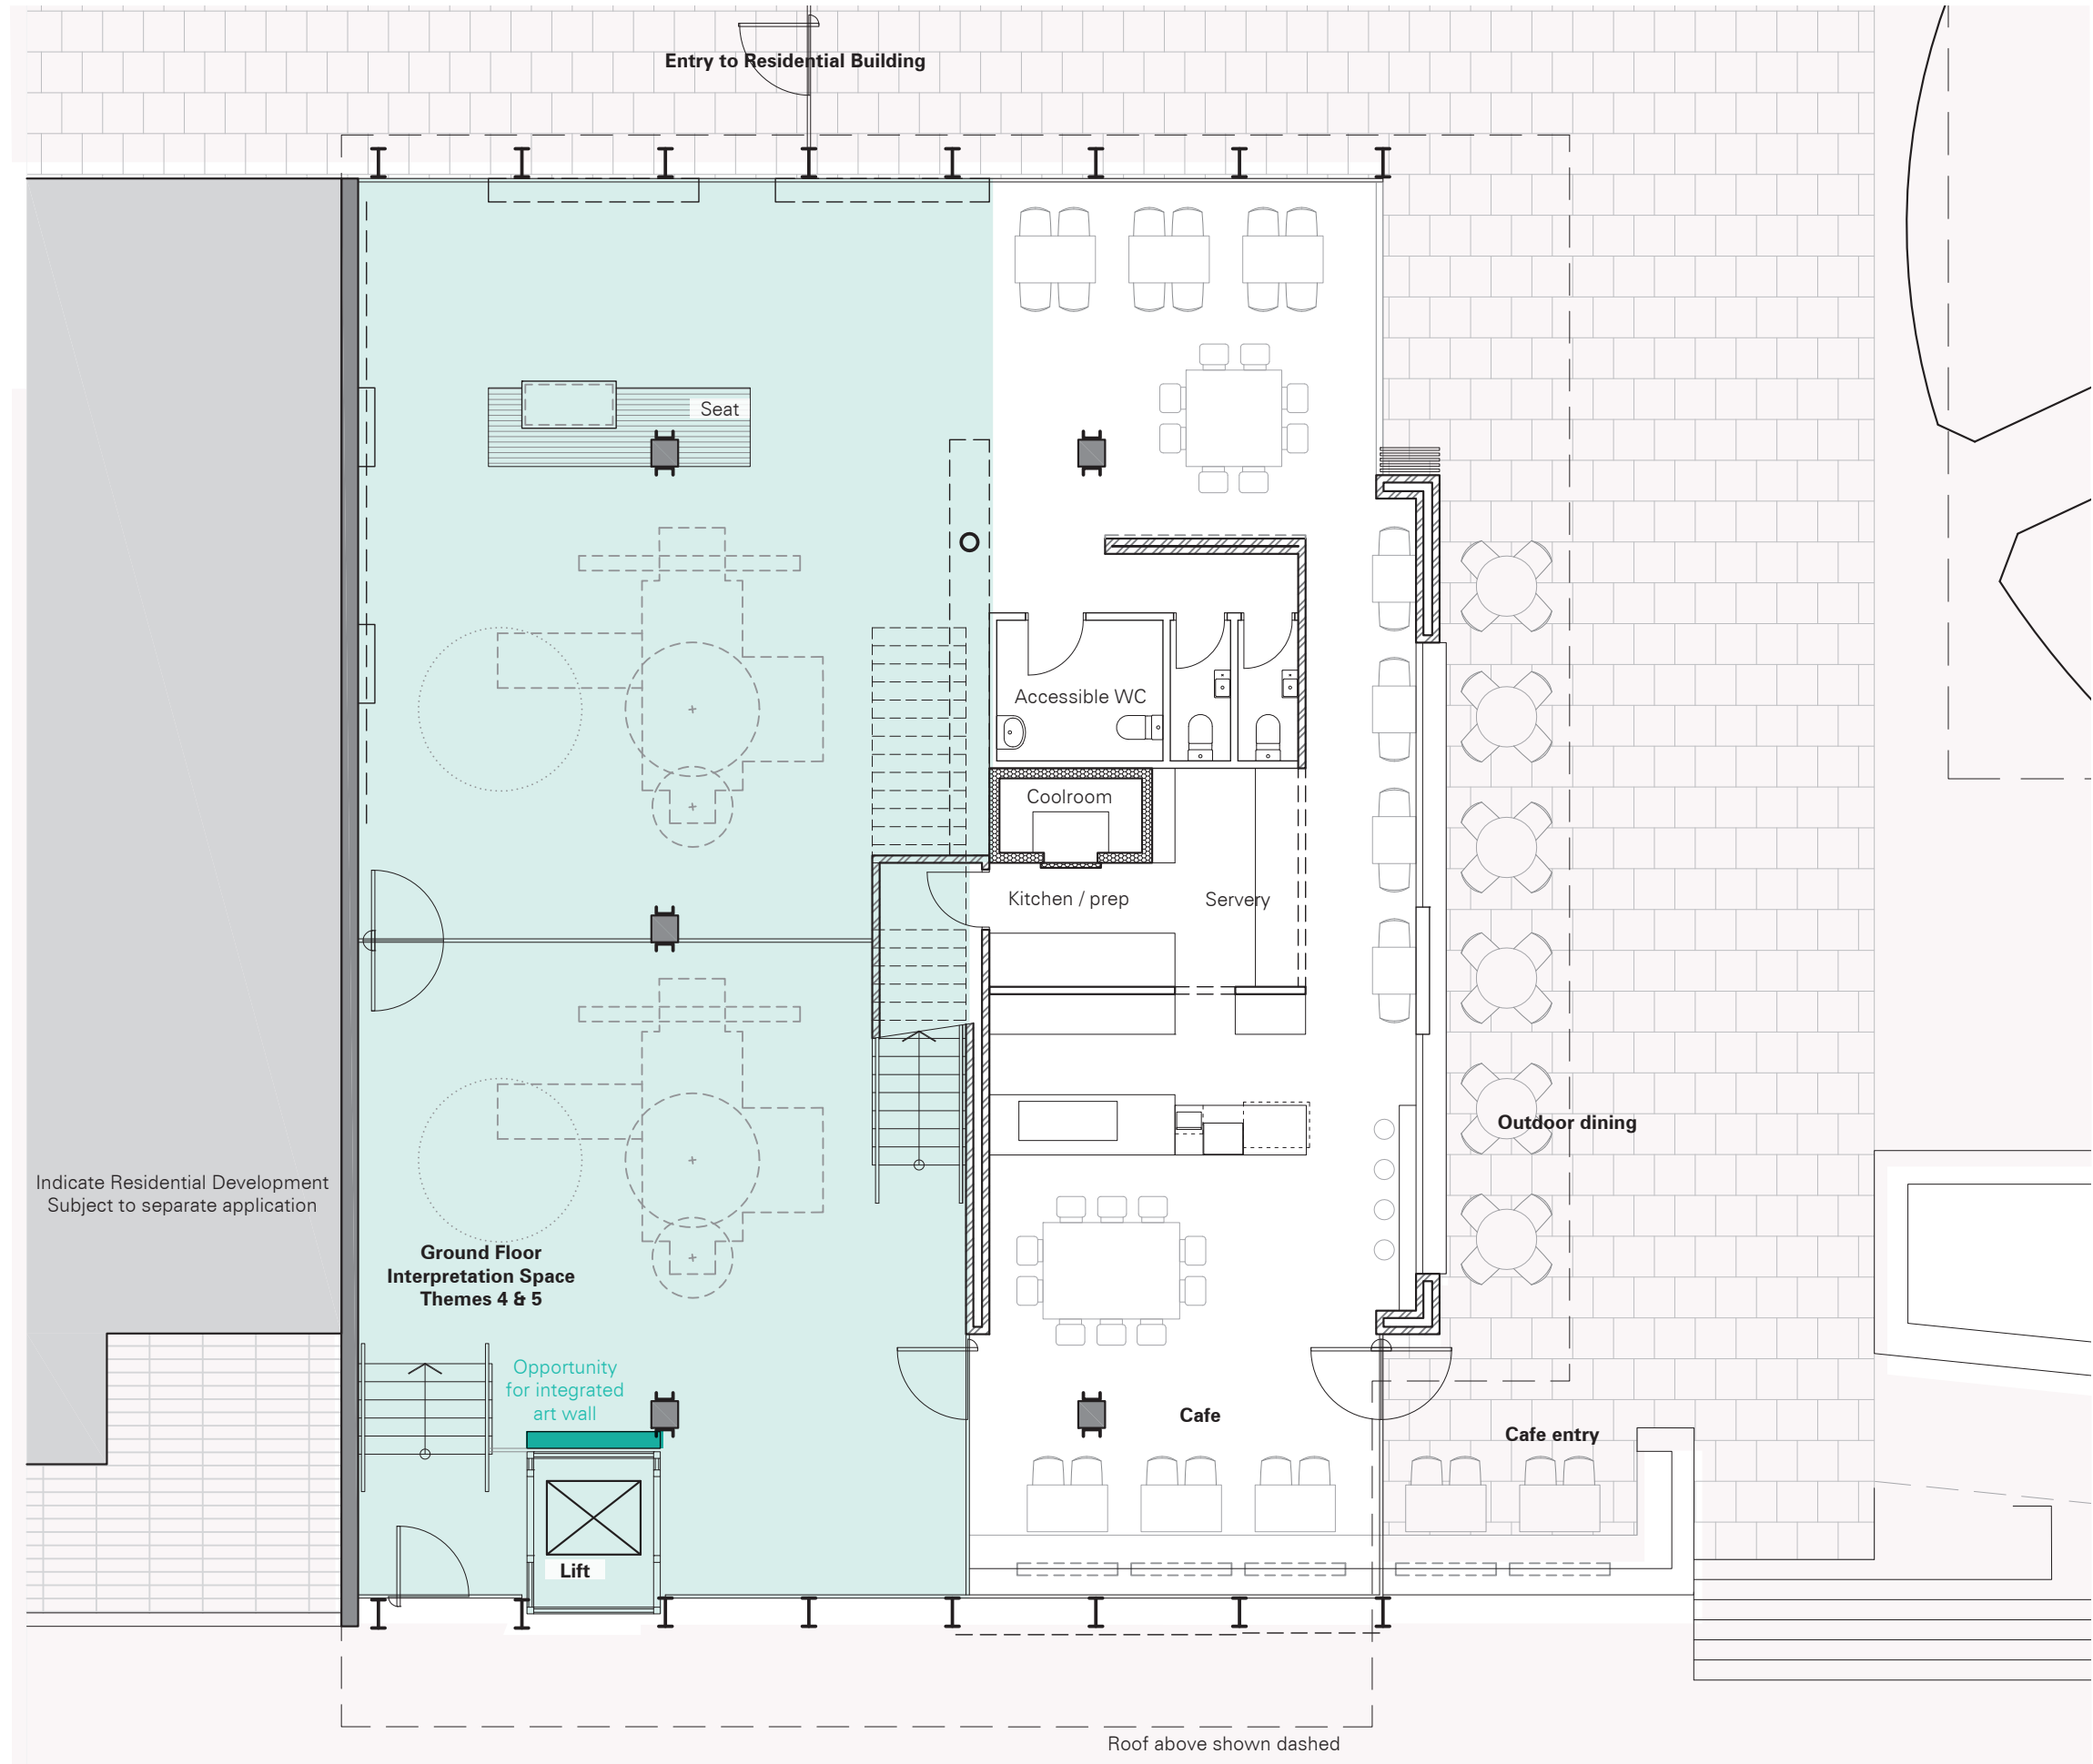 Entry to Residential Building
Seat
Accessible WC
Coolroom
Kitchen / prep
Servery
Outdoor dining
Indicate Residential Development
Subject to separate application
Ground Floor
Interpretation Space
Themes 4 & 5
Opportunity
for integrated
art wall
Cafe
Cafe entry
Lift
Roof above shown dashed